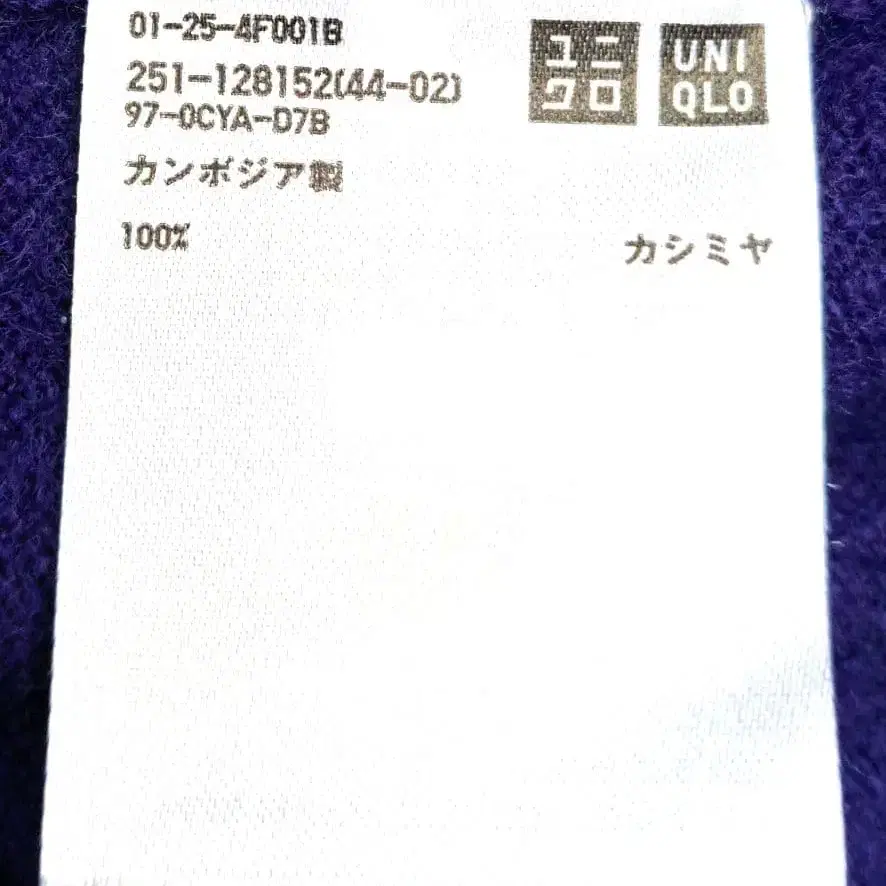 01-25-4F001B
251-128152(44-02)
97-0CYA-D7B
カンボジア製
100% カシミヤ
ユニ
クロ
UNI
QLO